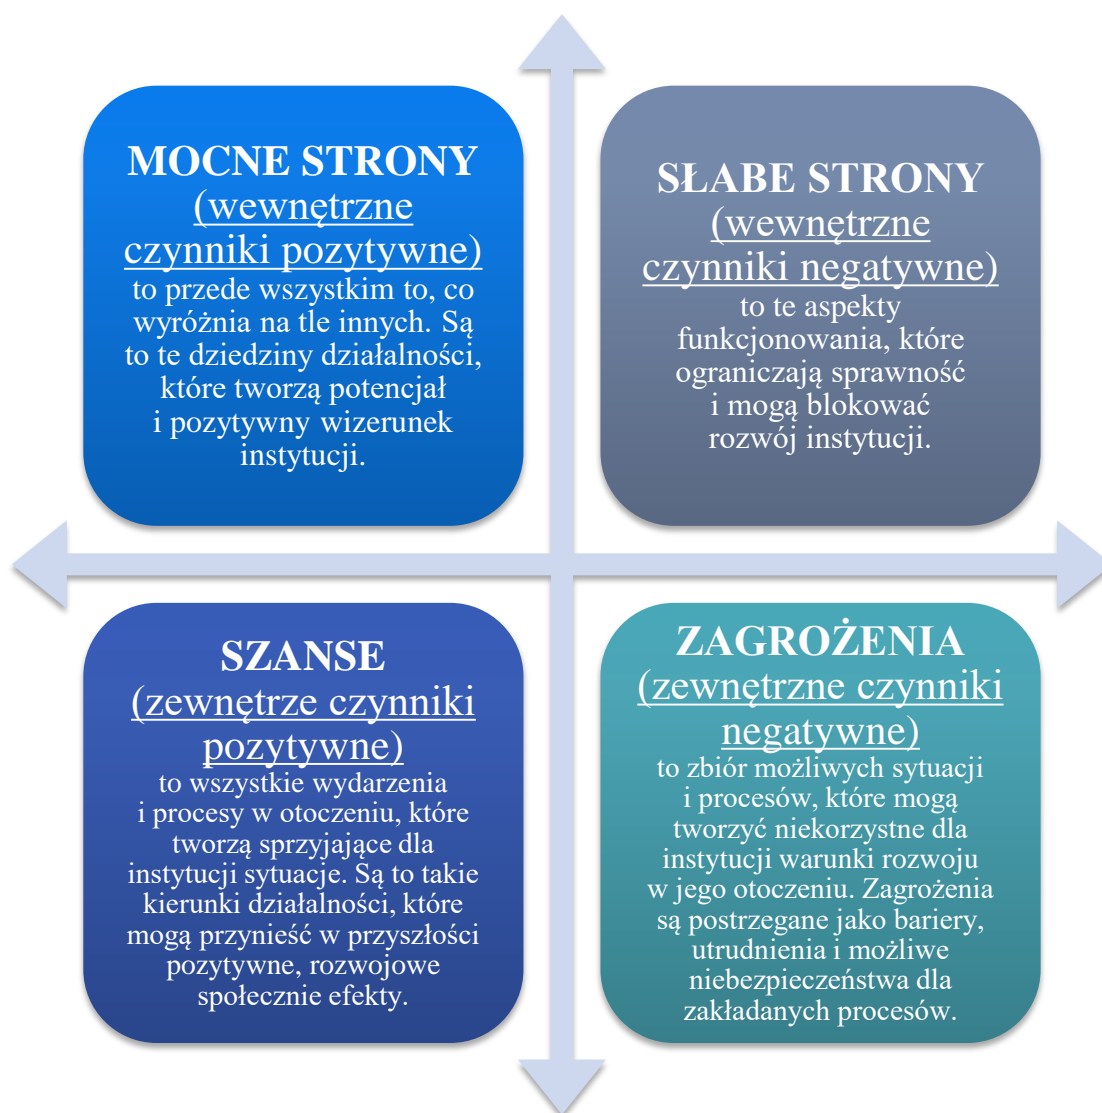 MOCNE STRONY
(wewnętrzne
czynniki pozytywne)
to przede wszystkim to, co
wyróżnia na tle innych. Są
to te dziedziny działalności,
które tworzą potencjał
i pozytywny wizerunek
instytucji.
SŁABE STRONY
(wewnętrzne
czynniki negatywne)
to te aspekty
funkcjonowania, które
ograniczają sprawność
i mogą blokować
rozwój instytucji.
SZANSE
(zewnętrze czynniki
pozytywne)
to wszystkie wydarzenia
i procesy w otoczeniu, które
tworzą sprzyjające dla
instytucji sytuacje. Są to takie
kierunki działalności, które
mogą przynieść w przyszłości
pozytywne, rozwojowe
społecznie efekty.
ZAGROŻENIA
(zewnętrzne czynniki
negatywne)
to zbiór możliwych sytuacji
i procesów, które mogą
tworzyć niekorzystne dla
instytucji warunki rozwoju
w jego otoczeniu. Zagrożenia
są postrzegane jako bariery,
utrudnienia i możliwe
niebezpieczeństwa dla
zakładanych procesów.